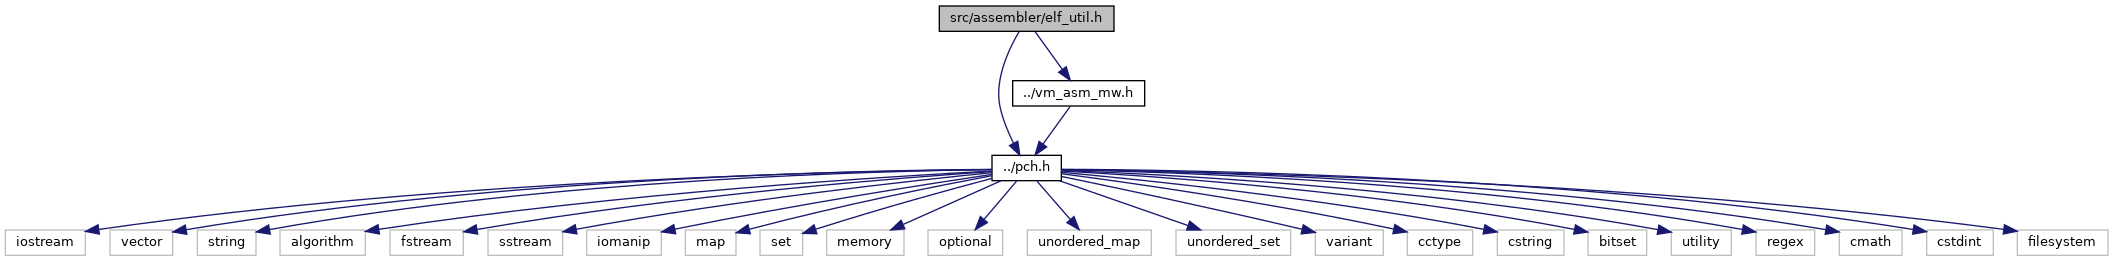 src/assembler/elf_util.h
../vm_asm_mw.h
../pch.h
iostream
vector
string
algorithm
fstream
sstream
iomanip
map
set
memory
optional
unordered_map
unordered_set
variant
cctype
cstring
bitset
utility
regex
cmath
cstdint
filesystem